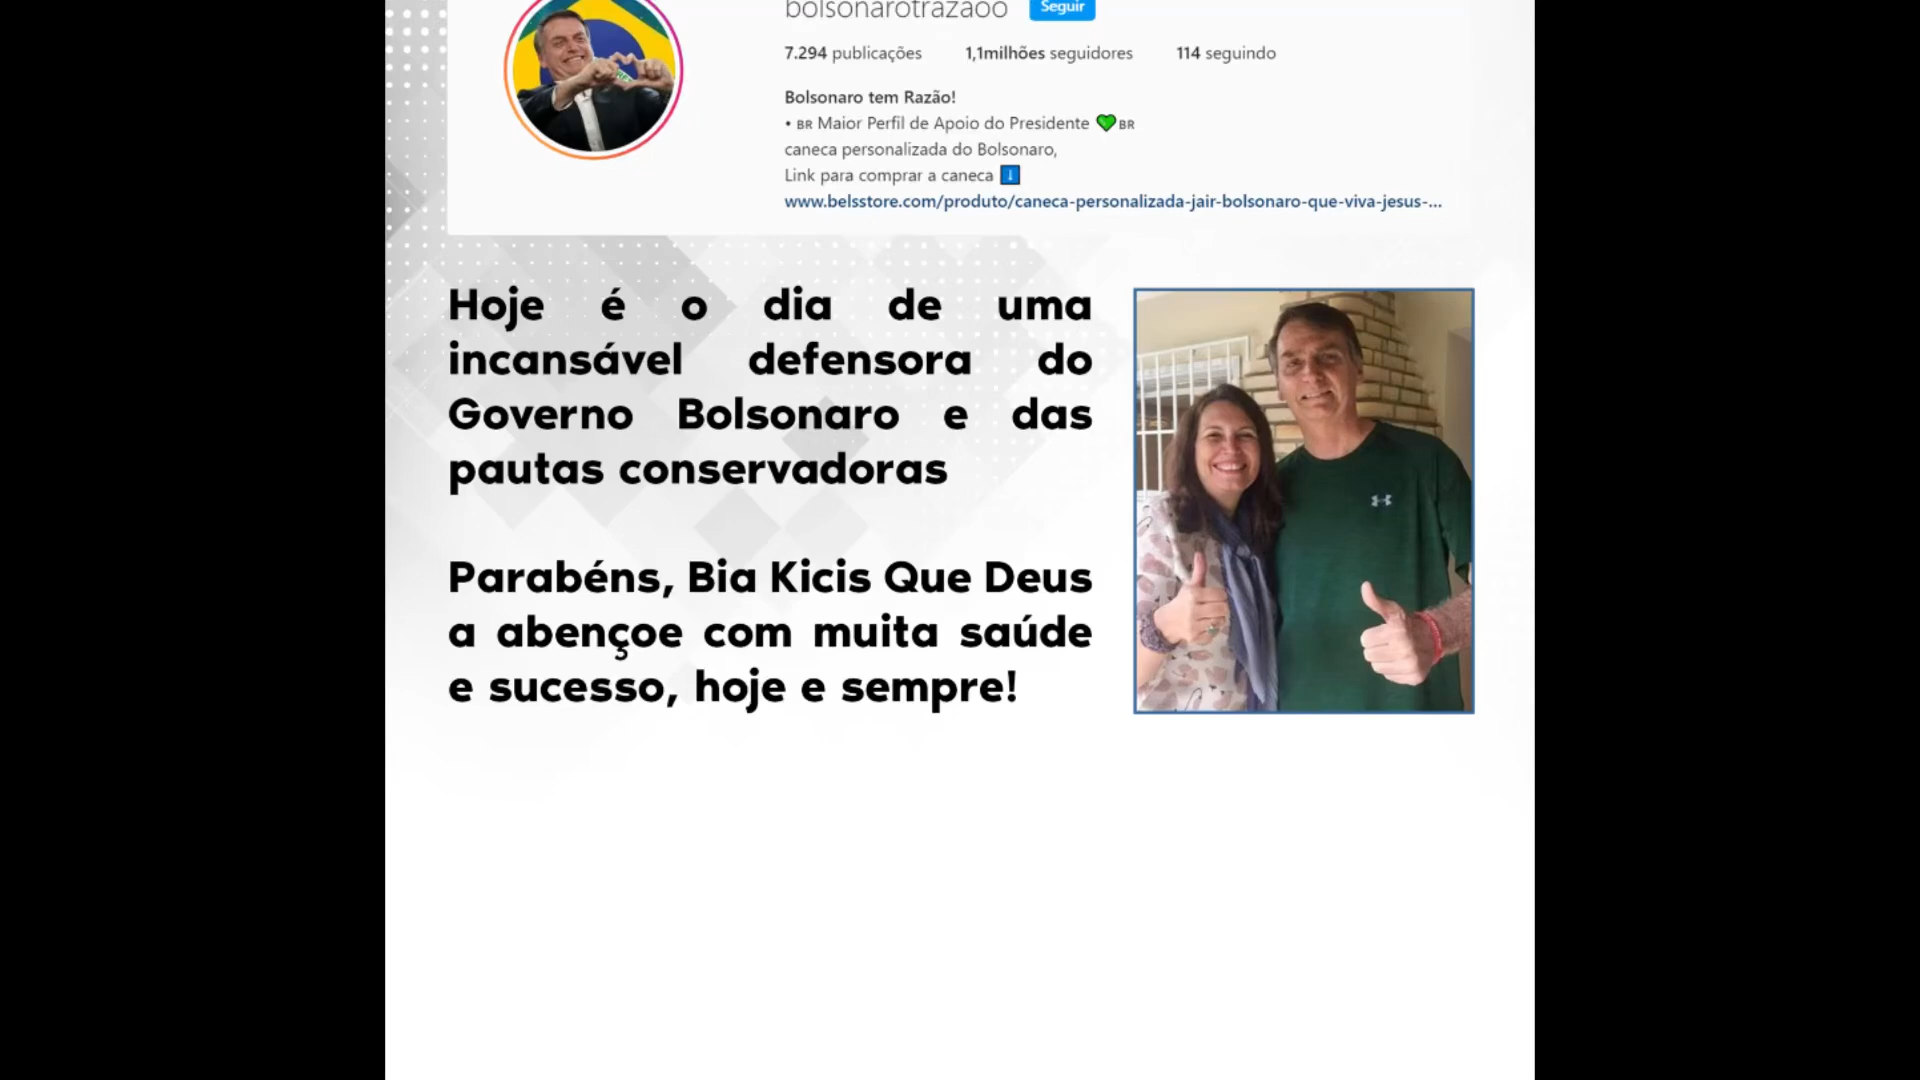 bolsonarotrazaoo Seguir
7.294 publicações 1,1milhões seguidores 114 seguindo
Bolsonaro tem Razão!
• BR Maior Perfil de Apoio do Presidente 💚BR
caneca personalizada do Bolsonaro,
Link para comprar a caneca ⬇️
www.belsstore.com/produto/caneca-personalizada-jair-bolsonaro-que-viva-jesus-...
Hoje é o dia de uma
incansável defensora do
Governo Bolsonaro e das
pautas conservadoras
Parabéns, Bia Kicis Que Deus
a abençoe com muita saúde
e sucesso, hoje e sempre!